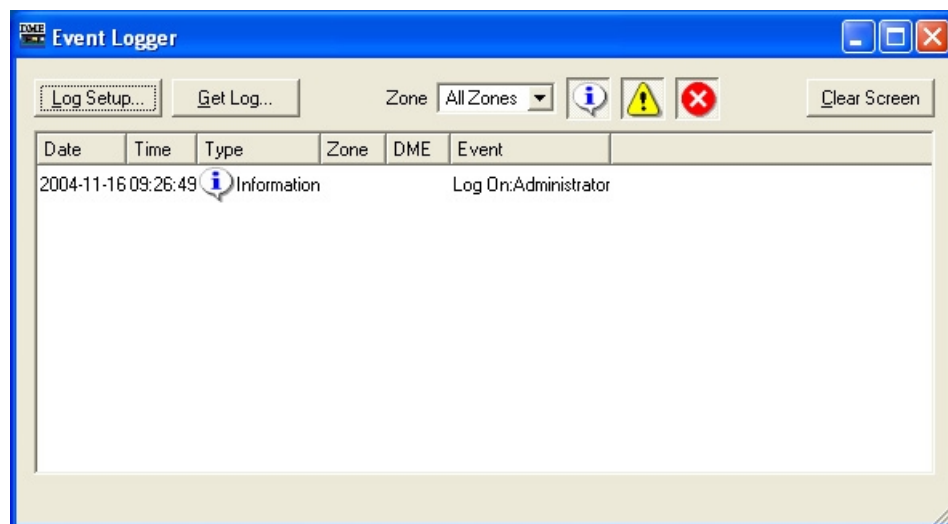 DME Event Logger
Log Setup... Get Log... Zone All Zones Clear Screen
Date Time Type Zone DME Event
2004-11-16 09:26:49 Information Log On:Administrator